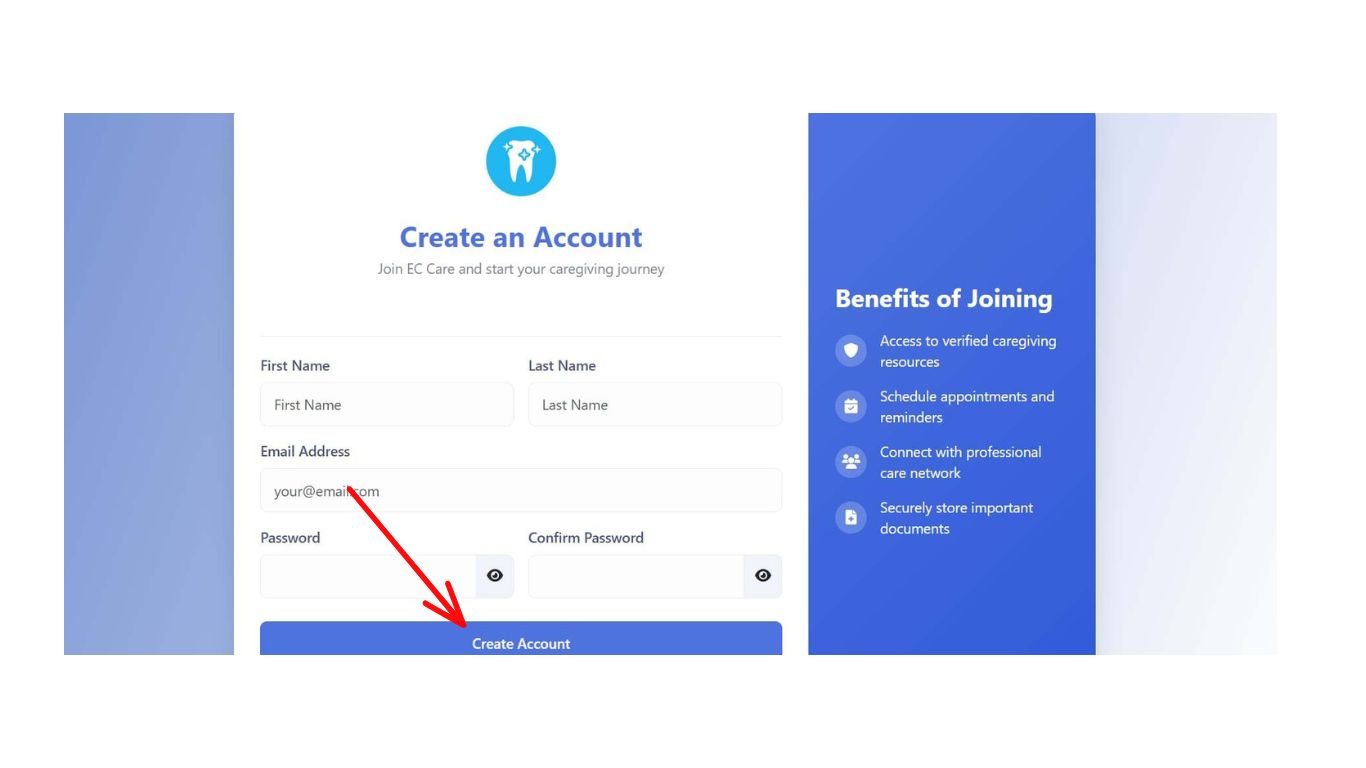 Create an Account
Join EC Care and start your caregiving journey
First Name
Last Name
First Name
Last Name
Email Address
your@email.com
Password
Confirm Password
Create Account
Benefits of Joining
Access to verified caregiving
resources
Schedule appointments and
reminders
Connect with professional
care network
Securely store important
documents